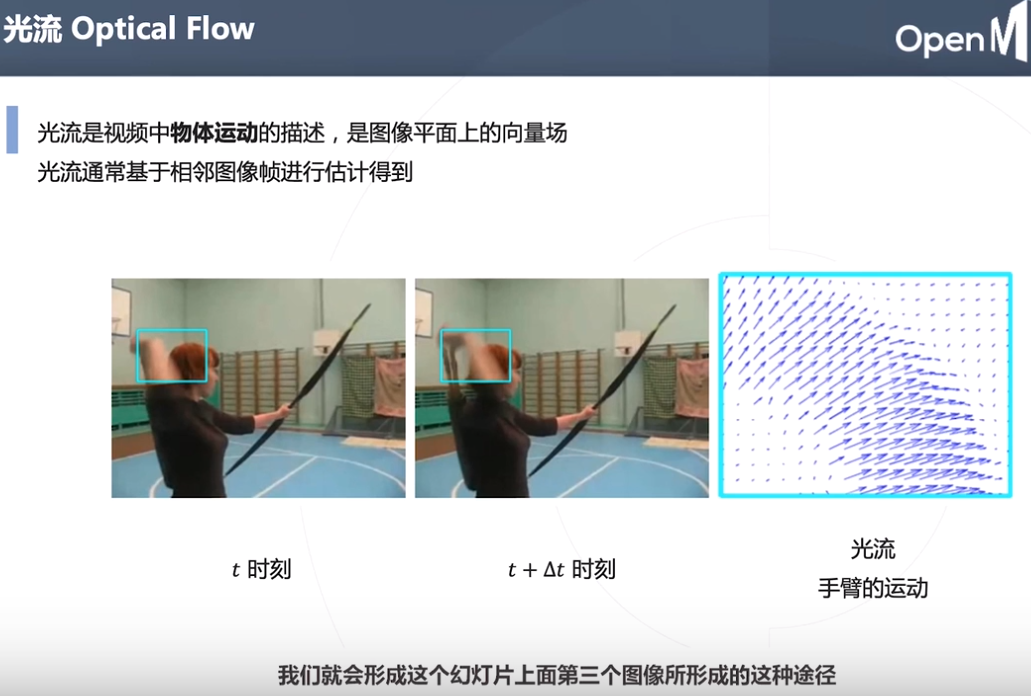 光流 Optical Flow
OpenM
光流是视频中物体运动的描述，是图像平面上的向量场
光流通常基于相邻图像帧进行估计得到
t 时刻
t + Δt 时刻
光流
手臂的运动
我们就会形成这个幻灯片上面第三个图像所形成的这种途径